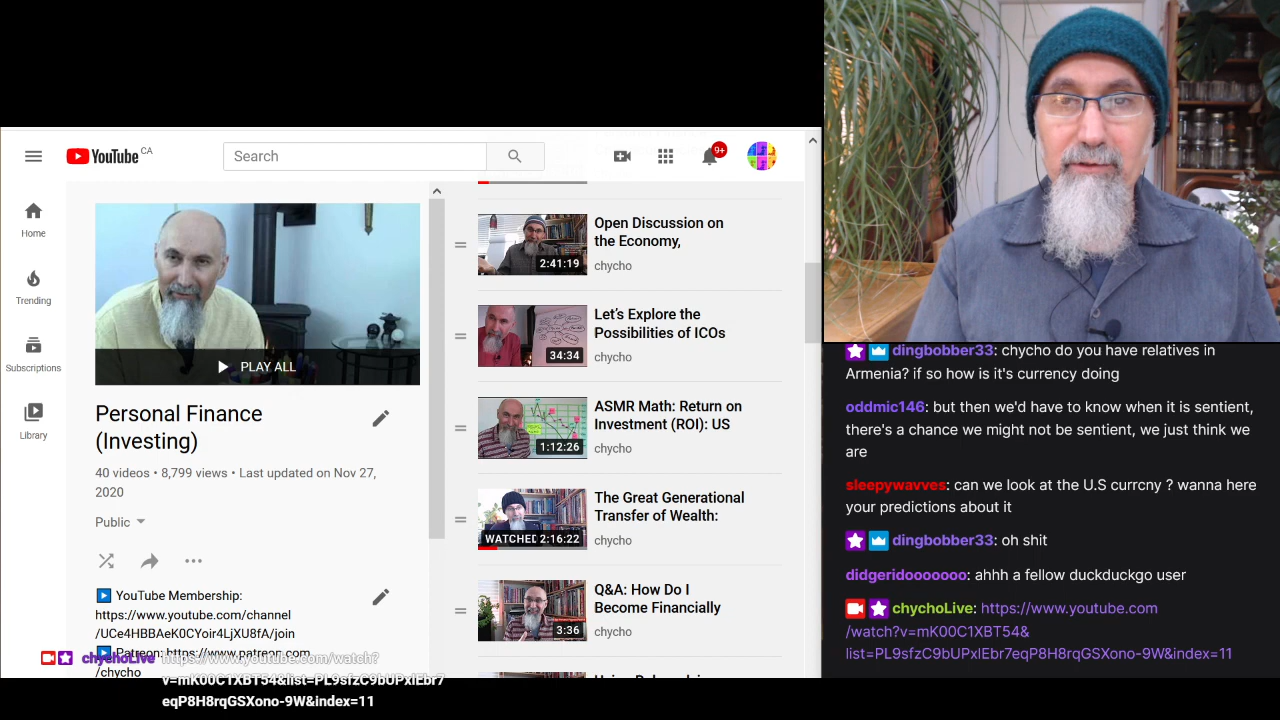 YouTube CA
Search
9+
Home
Trending
Subscriptions
Library
PLAY ALL
Personal Finance
(Investing)
40 videos • 8,799 views • Last updated on Nov 27,
2020
Public
YouTube Membership:
https://www.youtube.com/channel
/UCe4HBBAeK0CYoir4LjXU8fA/join
Patreon: https://www.patreon.com
/chycho
Open Discussion on
the Economy,
chycho
2:41:19
Let’s Explore the
Possibilities of ICOs
chycho
34:34
ASMR Math: Return on
Investment (ROI): US
chycho
1:12:26
The Great Generational
Transfer of Wealth:
chycho
WATCHED 2:16:22
Q&A: How Do I
Become Financially
chycho
3:36
chychoLive https://www.youtube.com/watch?
v=mK00C1XBT54&list=PL9sfzC9bUPxlEbr7
eqP8H8rqGSXono-9W&index=11
dingbobber33: chycho do you have relatives in
Armenia? if so how is it's currency doing
oddmic146: but then we'd have to know when it is sentient,
there's a chance we might not be sentient, we just think we
are
sleepywavves: can we look at the U.S currcny ? wanna here
your predictions about it
dingbobber33: oh shit
didgeridooooooo: ahhh a fellow duckduckgo user
chychoLive: https://www.youtube.com
/watch?v=mK00C1XBT54&
list=PL9sfzC9bUPxlEbr7eqP8H8rqGSXono-9W&index=11